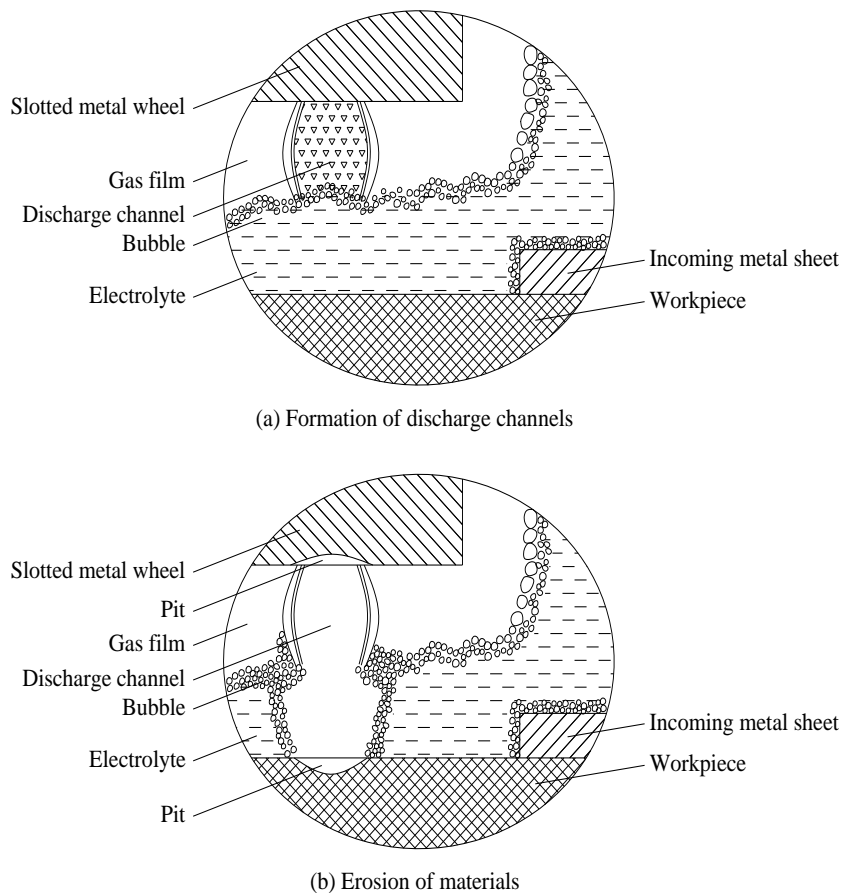 Slotted metal wheel
Gas film
Discharge channel
Bubble
Electrolyte
Incoming metal sheet
Workpiece
(a) Formation of discharge channels
Slotted metal wheel
Pit
Gas film
Discharge channel
Bubble
Electrolyte
Pit
Incoming metal sheet
Workpiece
(b) Erosion of materials